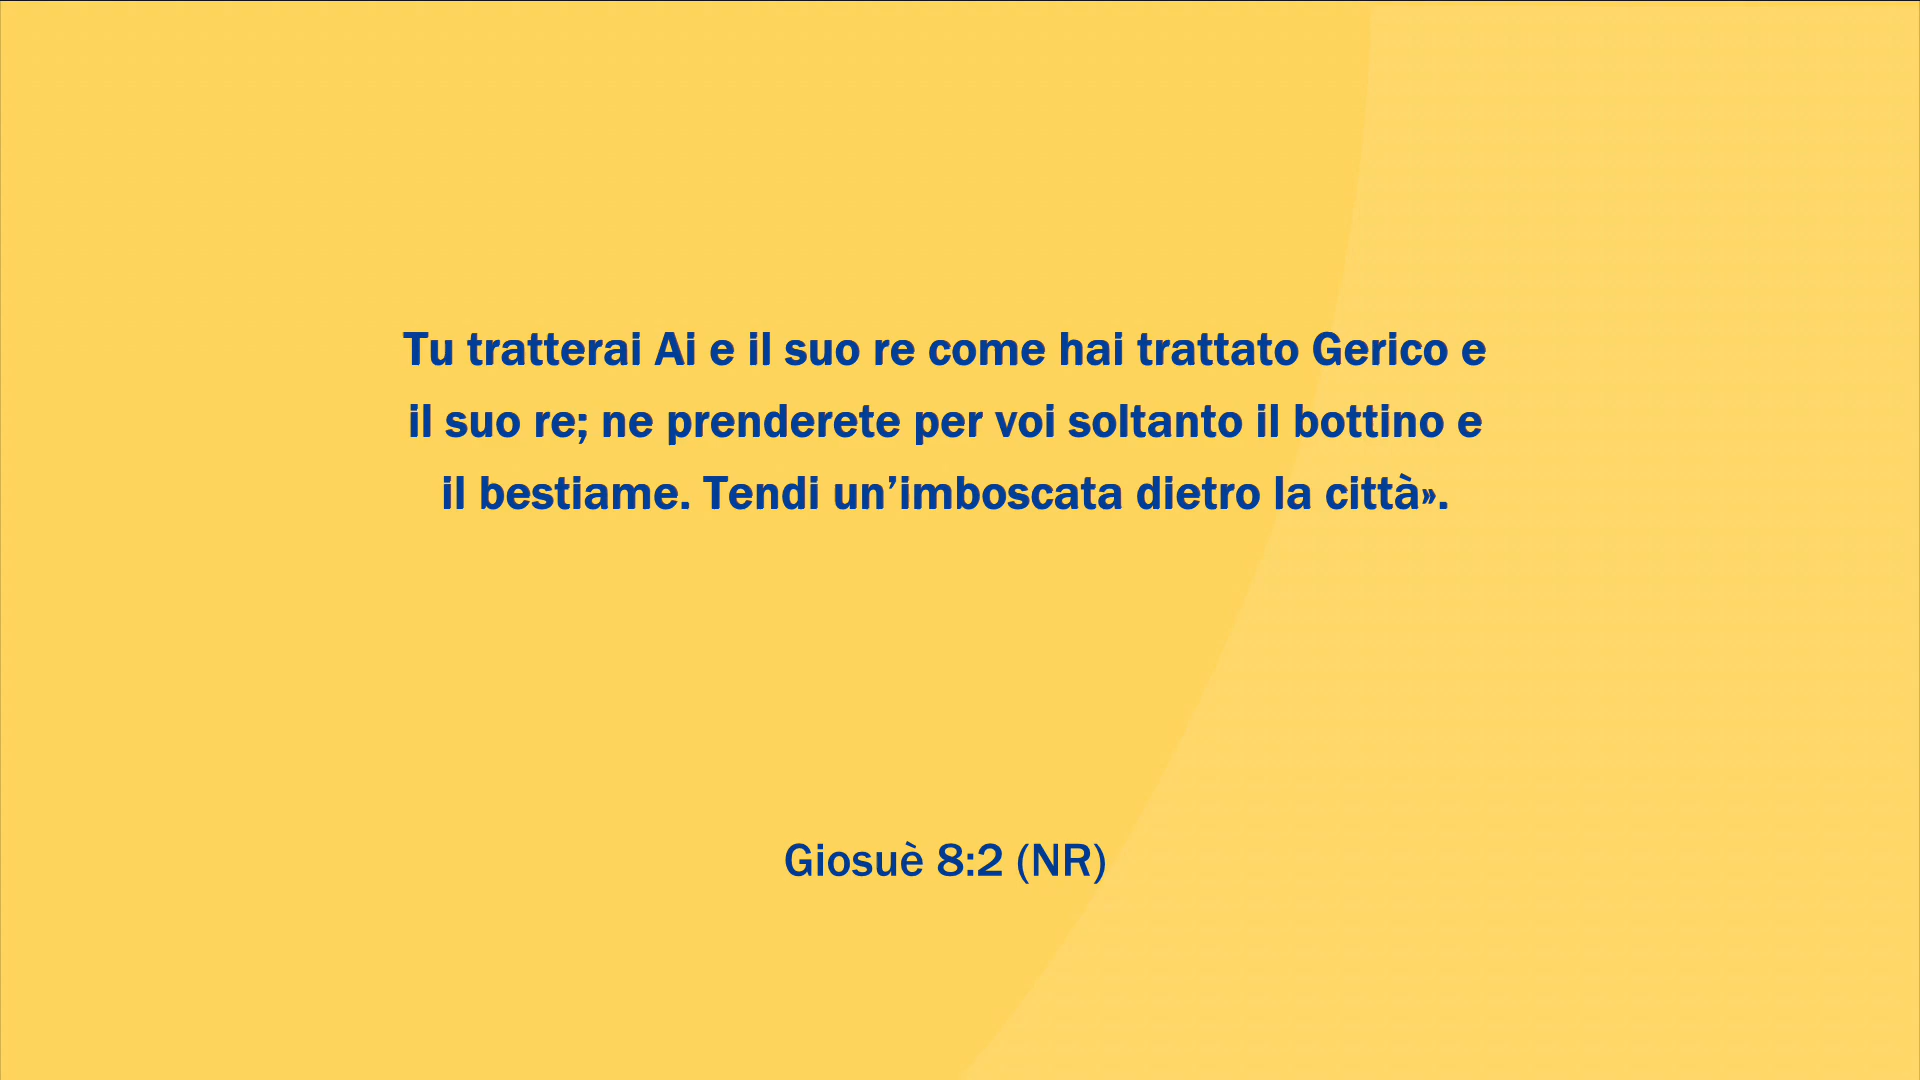 Tu tratterai Ai e il suo re come hai trattato Gerico e
il suo re; ne prenderete per voi soltanto il bottino e
il bestiame. Tendi un’imboscata dietro la città».
Giosuè 8:2 (NR)